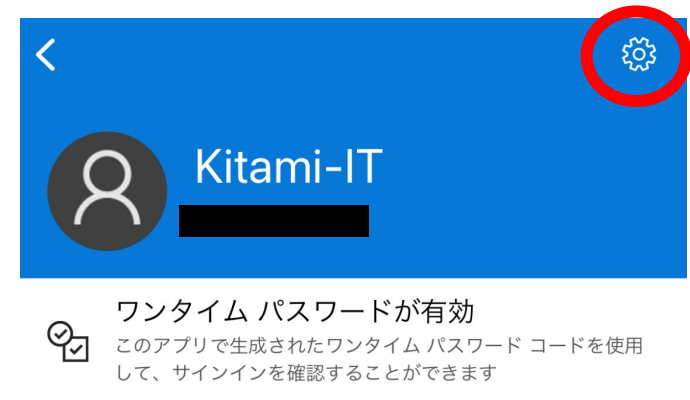 Kitami-IT
ワンタイム パスワードが有効
このアプリで生成されたワンタイム パスワード コードを使用
して、サインインを確認することができます